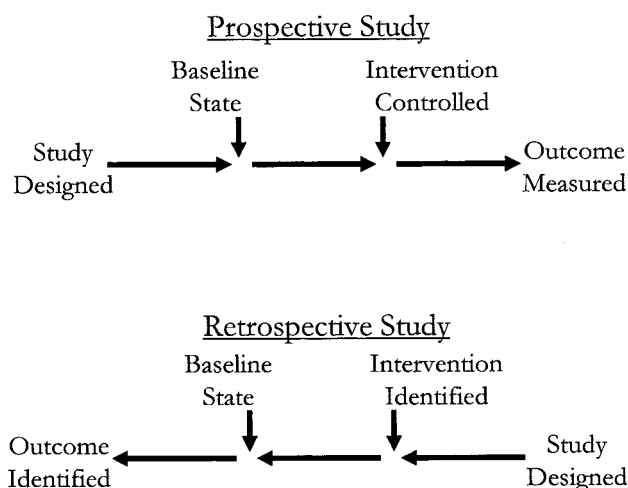 Prospective Study
Baseline
State
Intervention
Controlled
Study
Designed
Outcome
Measured
Retrospective Study
Baseline
State
Intervention
Identified
Outcome
Identified
Study
Designed